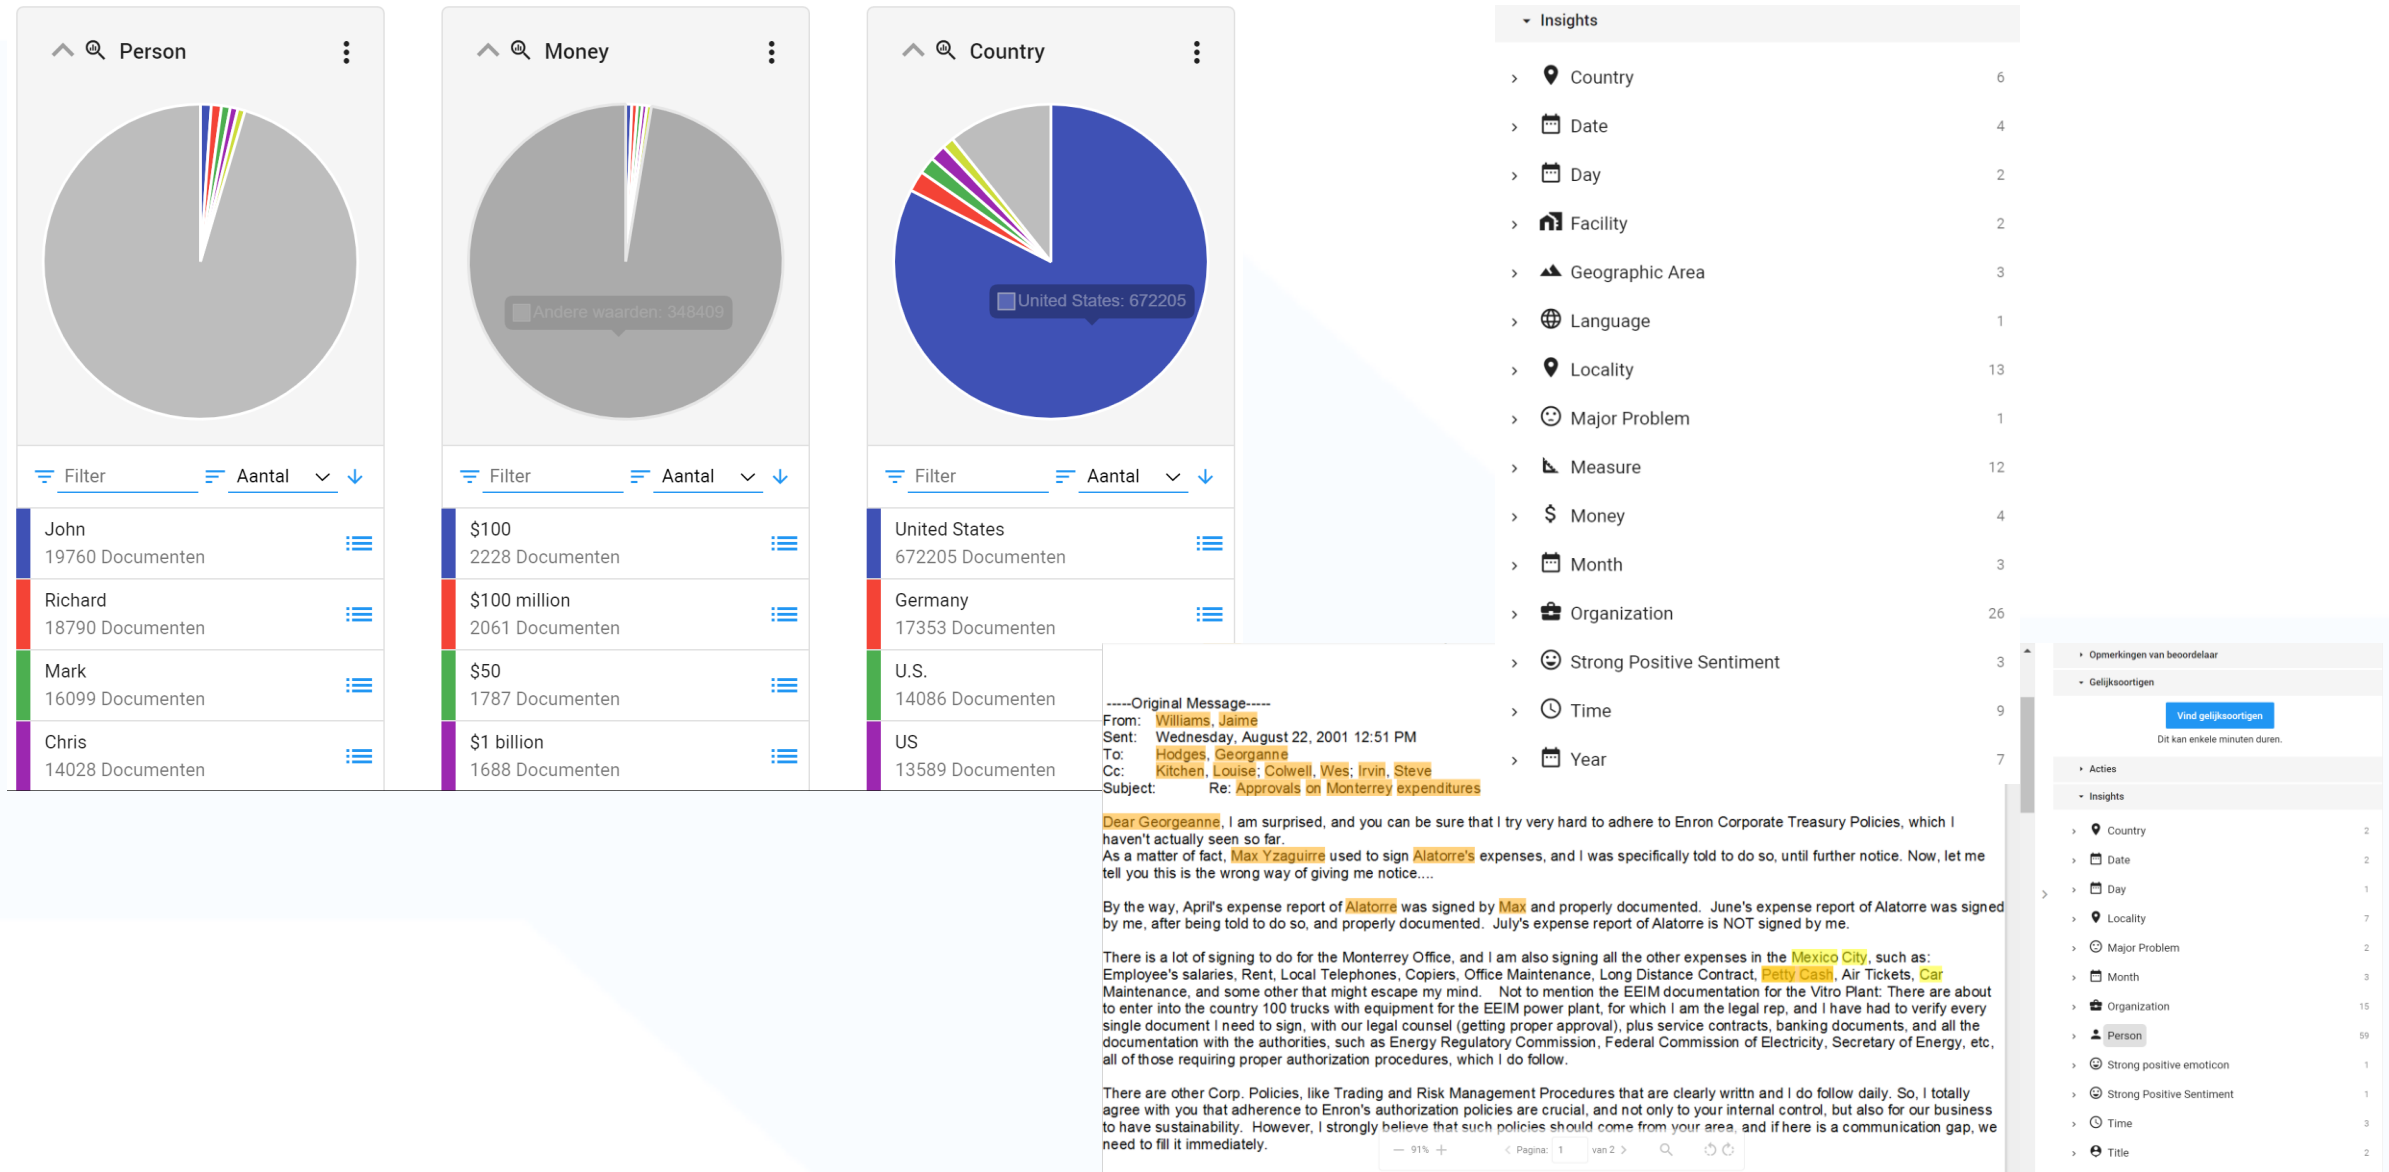 Person
Filter
Aantal
John
19760 Documenten
Richard
18790 Documenten
Mark
16099 Documenten
Chris
14028 Documenten
Money
Andere waarden: 348409
Filter
Aantal
$100
2228 Documenten
$100 million
2061 Documenten
$50
1787 Documenten
$1 billion
1688 Documenten
Country
United States: 672205
Filter
Aantal
United States
672205 Documenten
Germany
17353 Documenten
U.S.
14086 Documenten
US
13589 Documenten
Insights
Country 6
Date 4
Day 2
Facility 2
Geographic Area 3
Language 1
Locality 13
Major Problem 1
Measure 12
Money 4
Month 3
Organization 26
Strong Positive Sentiment 3
Time 9
Year 7
-----Original Message-----
From: Williams, Jaime
Sent: Wednesday, August 22, 2001 12:51 PM
To: Hodges, Georganne
Cc: Kitchen, Louise; Colwell, Wes; Irvin, Steve
Subject: Re: Approvals on Monterrey expenditures
Dear Georgeanne, I am surprised, and you can be sure that I try very hard to adhere to Enron Corporate Treasury Policies, which I
haven't actually seen so far.
As a matter of fact, Max Yzaguirre used to sign Alatorre's expenses, and I was specifically told to do so, until further notice. Now, let me
tell you this is the wrong way of giving me notice....
By the way, April's expense report of Alatorre was signed by Max and properly documented. June's expense report of Alatorre was signed
by me, after being told to do so, and properly documented. July's expense report of Alatorre is NOT signed by me.
There is a lot of signing to do for the Monterrey Office, and I am also signing all the other expenses in the Mexico City, such as:
Employee's salaries, Rent, Local Telephones, Copiers, Office Maintenance, Long Distance Contract, Petty Cash, Air Tickets, Car
Maintenance, and some other that might escape my mind. Not to mention the EEIM documentation for the Vitro Plant: There are about
to enter into the country 100 trucks with equipment for the EEIM power plant, for which I am the legal rep, and I have had to verify every
single document I need to sign, with our legal counsel (getting proper approval), plus service contracts, banking documents, and all the
documentation with the authorities, such as Energy Regulatory Commission, Federal Commission of Electricity, Secretary of Energy, etc,
all of those requiring proper authorization procedures, which I do follow.
There are other Corp. Policies, like Trading and Risk Management Procedures that are clearly writtn and I do follow daily. So, I totally
agree with you that adherence to Enron's authorization policies are crucial, and not only to your internal control, but also for our business
to have sustainability. However, I strongly believe that such policies should come from your area, and if here is a communication gap, we
need to fill it immediately.
91% Pagina: 1 van 2
Opmerkingen van beoordelaar
Gelijksoortigen
Vind gelijksoortigen
Dit kan enkele minuten duren.
Acties
Insights
Country 2
Date 2
Day 1
Locality 7
Major Problem 2
Month 3
Organization 15
Person 59
Strong positive emoticon 1
Strong Positive Sentiment 1
Time 3
Title 2